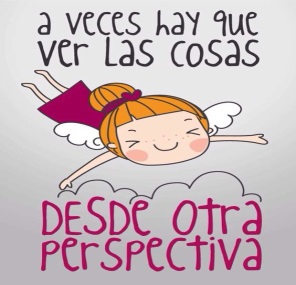 a veces hay que
ver las cosas
desde otra
perspectiva